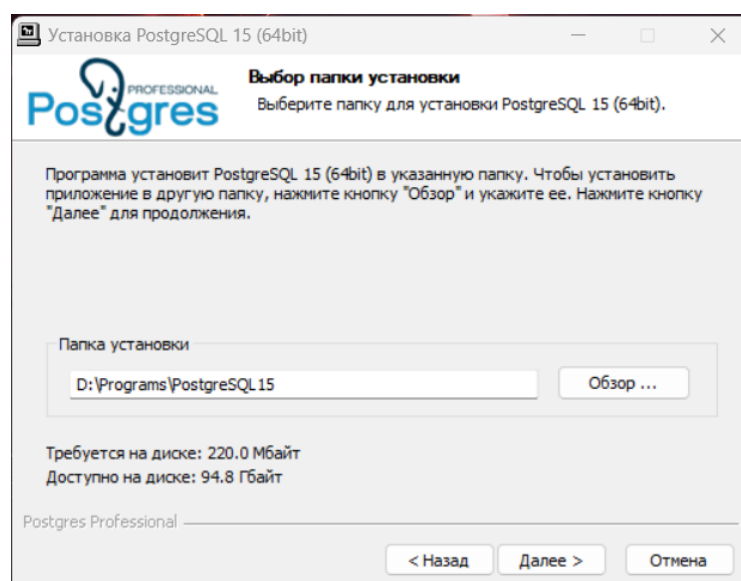 Установка PostgreSQL 15 (64bit)
PROFESSIONAL
Postgres
Выбор папки установки
Выберите папку для установки PostgreSQL 15 (64bit).
Программа установит PostgreSQL 15 (64bit) в указанную папку. Чтобы установить
приложение в другую папку, нажмите кнопку "Обзор" и укажите ее. Нажмите кнопку
"Далее" для продолжения.
Папка установки
D:\Programs\PostgreSQL15
Обзор ...
Требуется на диске: 220.0 Мбайт
Доступно на диске: 94.8 Гбайт
Postgres Professional
< Назад
Далее >
Отмена